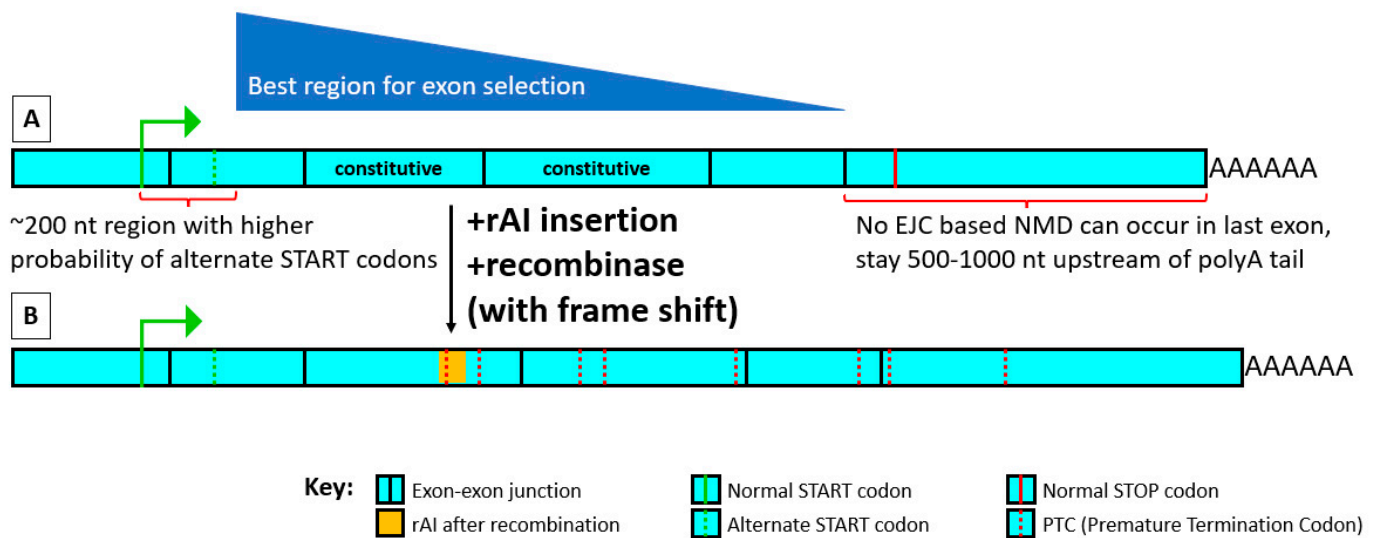 Best region for exon selection
A
constitutive constitutive
AAAAAA
~200 nt region with higher
probability of alternate START codons
+rAI insertion
+recombinase
(with frame shift)
No EJC based NMD can occur in last exon,
stay 500-1000 nt upstream of polyA tail
B
AAAAAA
Key:
Exon-exon junction
Normal START codon
Normal STOP codon
rAI after recombination
Alternate START codon
PTC (Premature Termination Codon)